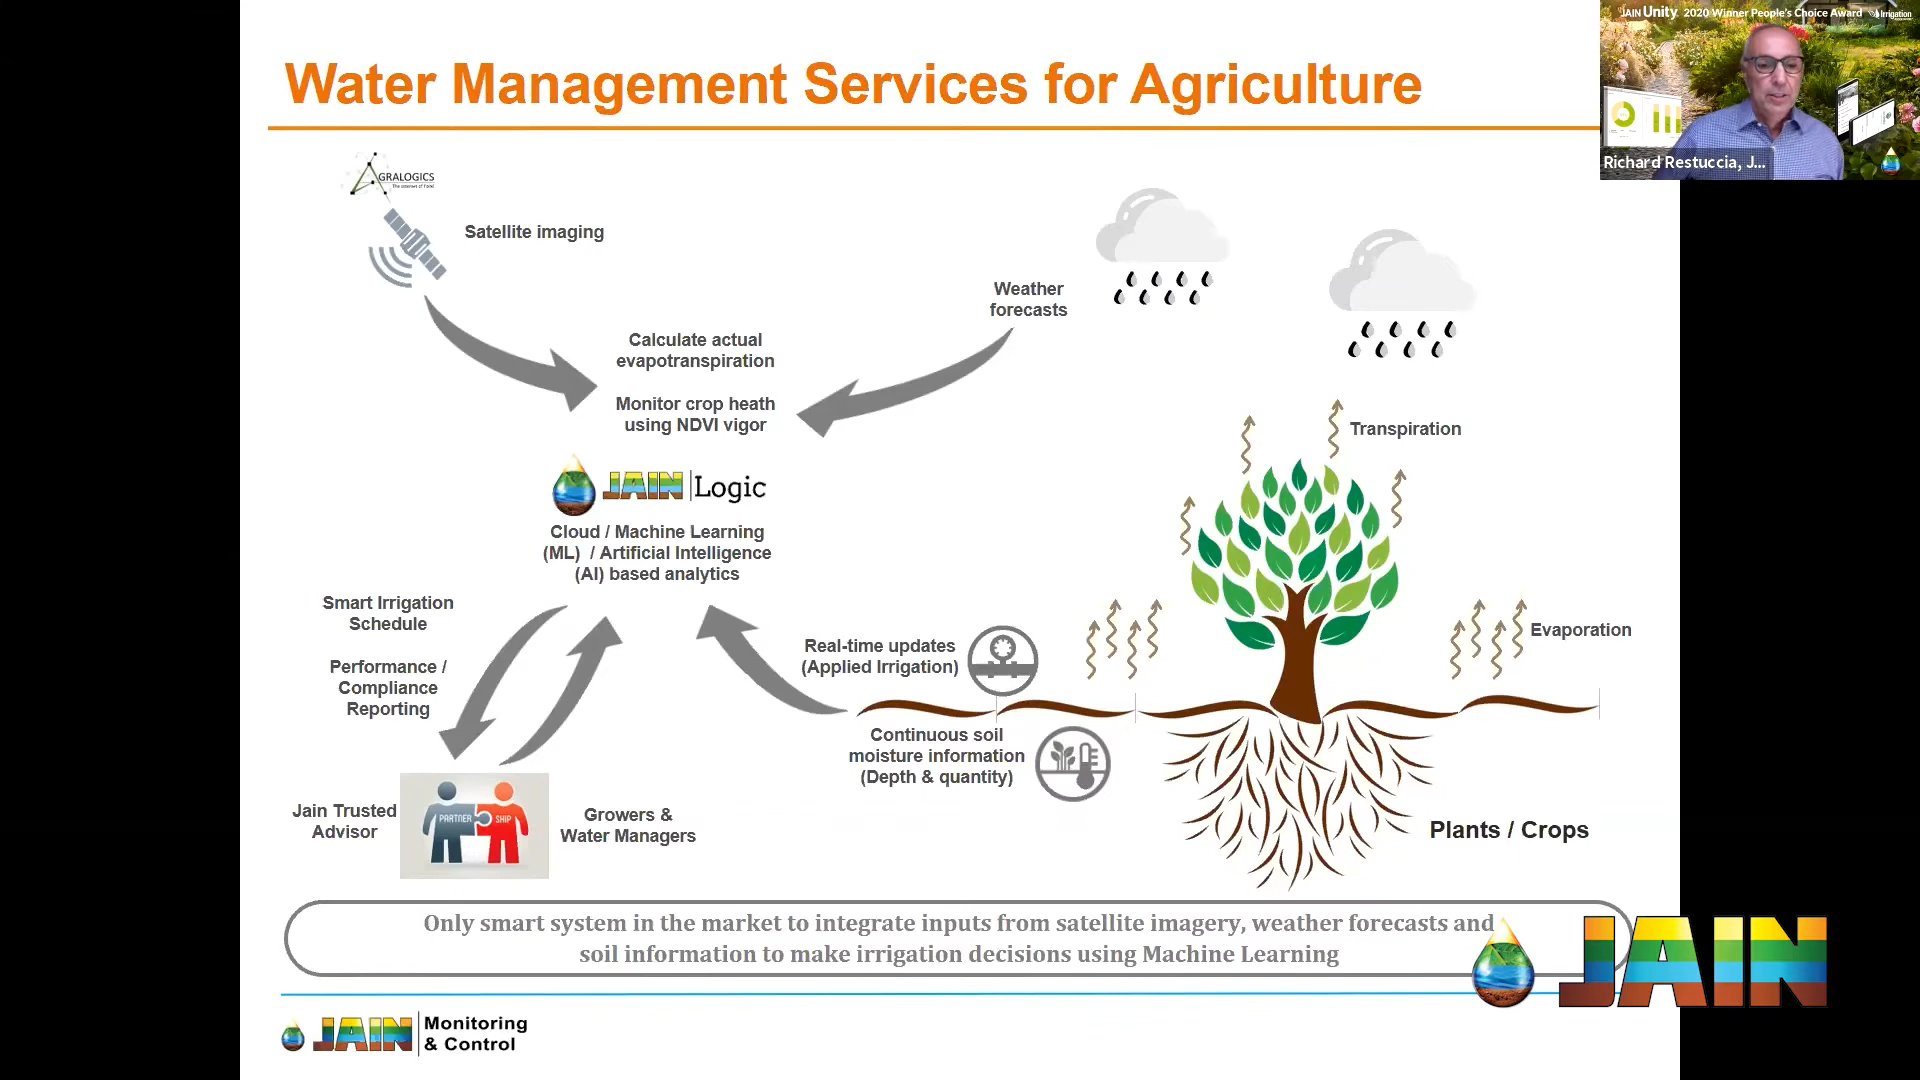 Water Management Services for Agriculture
JAIN Unity 2020 Winner People's Choice Award
Irrigation
Richard Restuccia, J...
AGRALOGICS
Satellite imaging
Weather
forecasts
Calculate actual
evapotranspiration
Monitor crop heath
using NDVI vigor
Transpiration
JAIN Logic
Cloud / Machine Learning
(ML) / Artificial Intelligence
(AI) based analytics
Smart Irrigation
Schedule
Performance /
Compliance
Reporting
Real-time updates
(Applied Irrigation)
Evaporation
Continuous soil
moisture information
(Depth & quantity)
Jain Trusted
Advisor
PARTNER
SHIP
Growers &
Water Managers
Plants / Crops
Only smart system in the market to integrate inputs from satellite imagery, weather forecasts and
soil information to make irrigation decisions using Machine Learning
JAIN
JAIN Monitoring
& Control